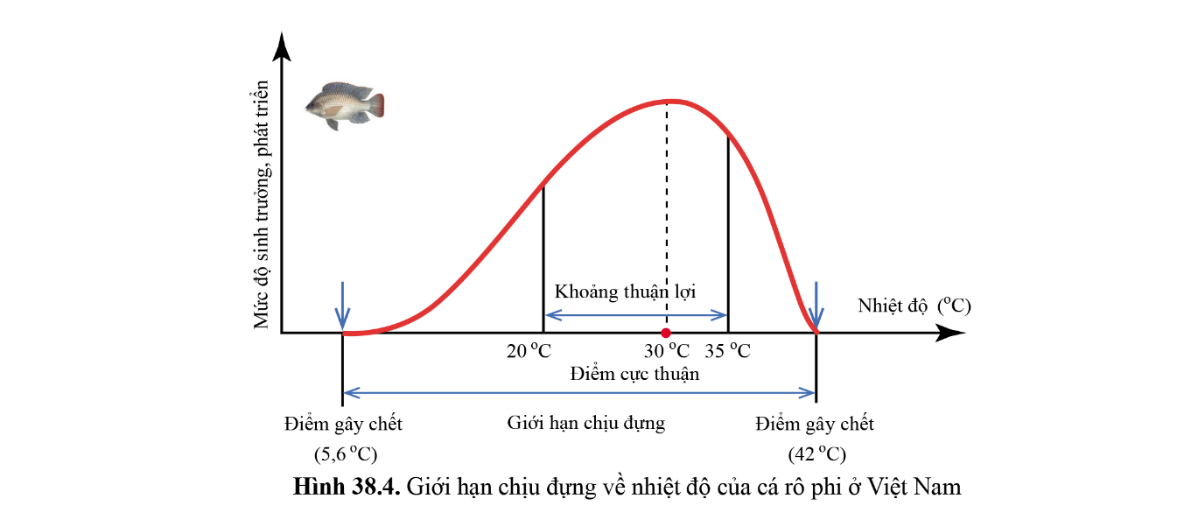 Mức độ sinh trưởng, phát triển
Khoảng thuận lợi
Nhiệt độ (°C)
20 °C
30 °C
35 °C
Điểm cực thuận
Điểm gây chết
(5,6 °C)
Giới hạn chịu đựng
Điểm gây chết
(42 °C)
Hình 38.4. Giới hạn chịu đựng về nhiệt độ của cá rô phi ở Việt Nam